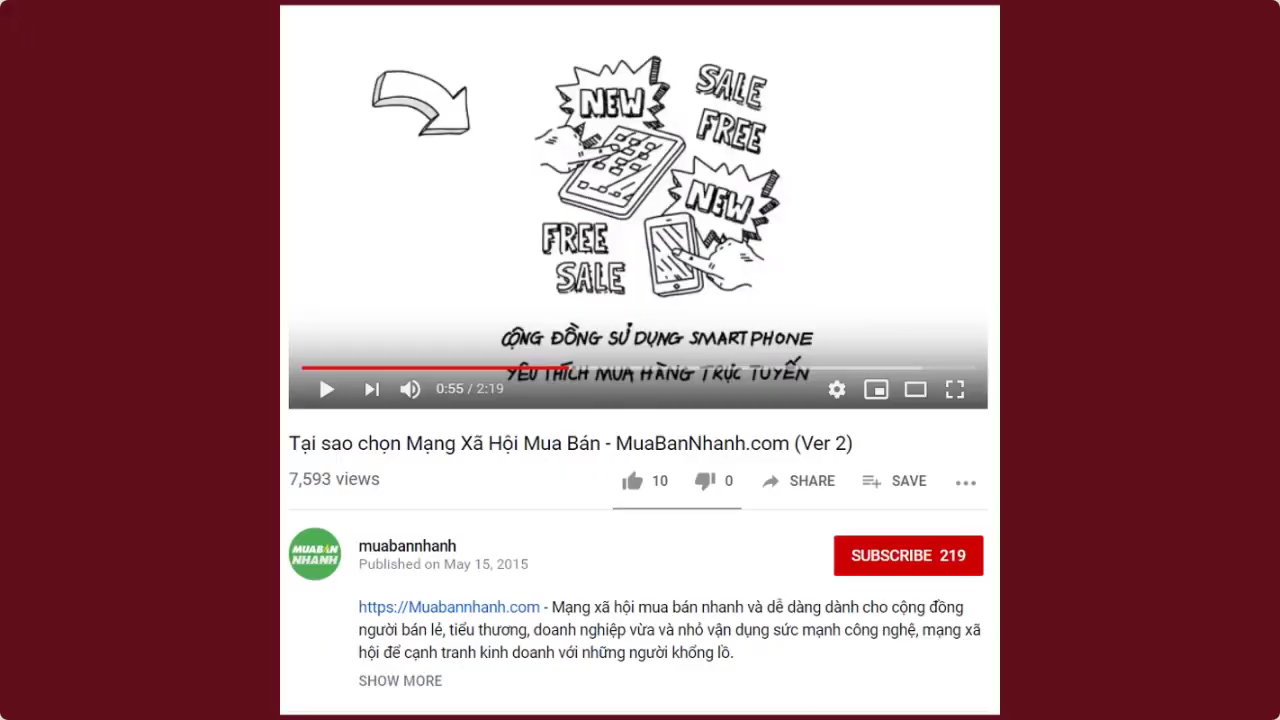 NEW
SALE
FREE
NEW
FREE
SALE
CỘNG ĐỒNG SỬ DỤNG SMARTPHONE
YÊU THÍCH MUA HÀNG TRỰC TUYẾN
0:55 / 2:19
Tại sao chọn Mạng Xã Hội Mua Bán - MuaBanNhanh.com (Ver 2)
7,593 views
10
0
SHARE
SAVE
MUABÁN
NHANH
muabannhanh
Published on May 15, 2015
SUBSCRIBE 219
https://Muabannhanh.com - Mạng xã hội mua bán nhanh và dễ dàng dành cho cộng đồng
người bán lẻ, tiểu thương, doanh nghiệp vừa và nhỏ vận dụng sức mạnh công nghệ, mạng xã
hội để cạnh tranh kinh doanh với những người khổng lồ.
SHOW MORE